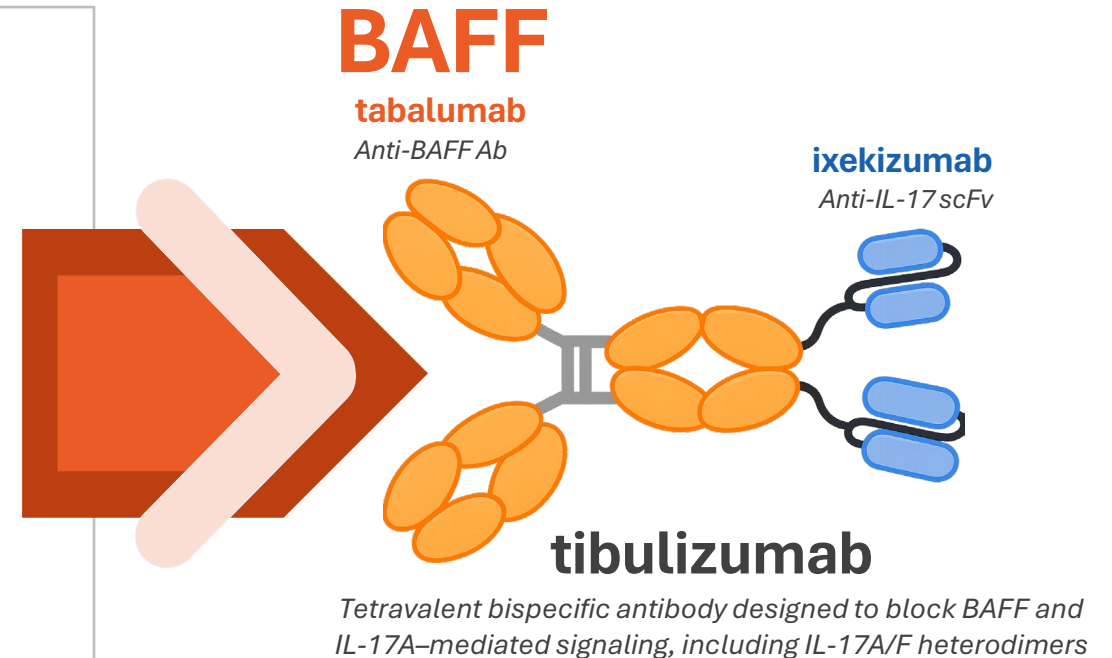 BAFF
tabalumab
Anti-BAFF Ab
ixekizumab
Anti-IL-17 scFv
tibulizumab
Tetravalent bispecific antibody designed to block BAFF and
IL-17A–mediated signaling, including IL-17A/F heterodimers